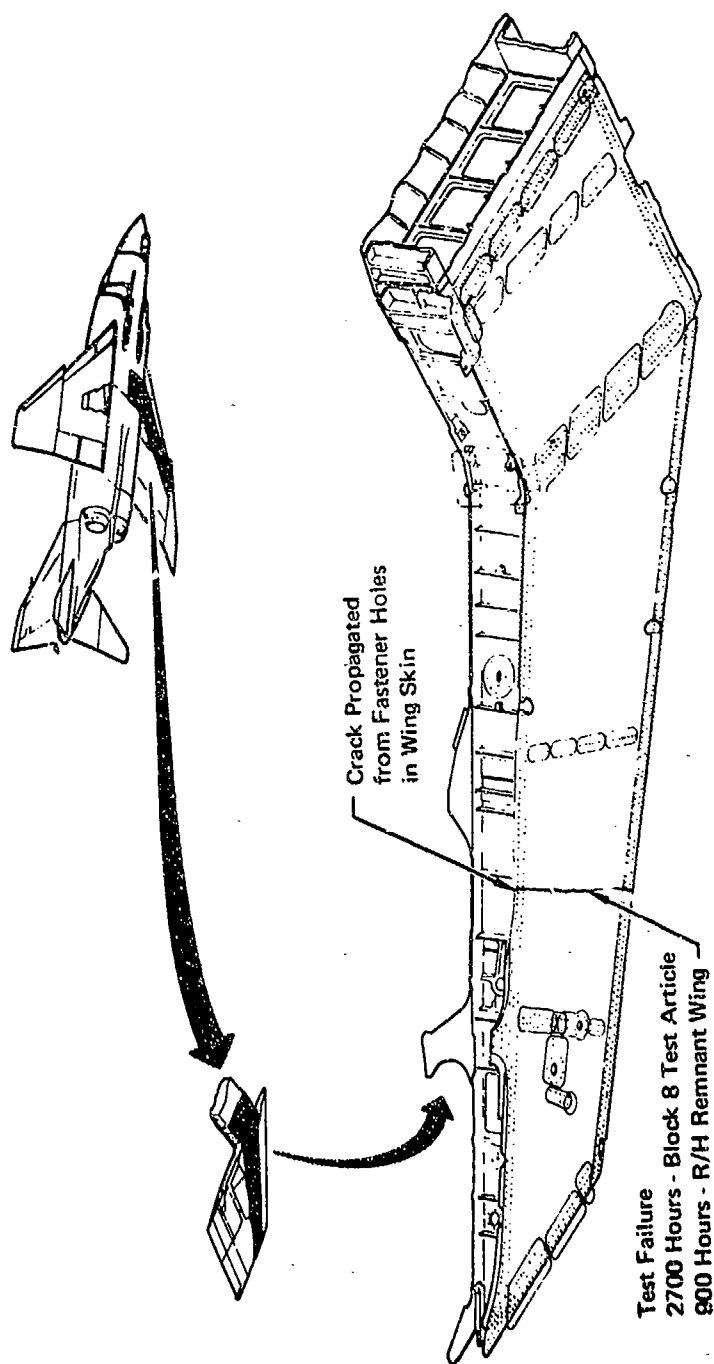 Crack Propagated
from Fastener Holes
in Wing Skin
Test Failure
2700 Hours - Block 8 Test Article
900 Hours - R/H Remnant Wing